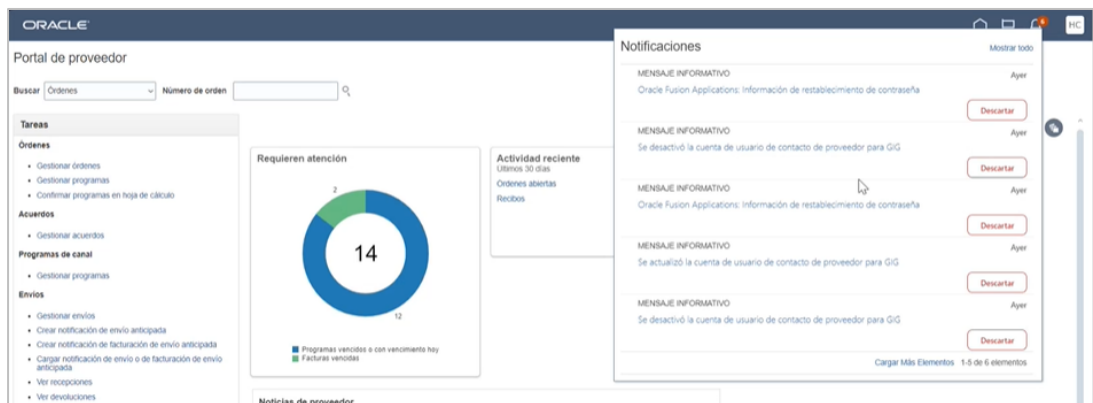 ORACLE
6
HC
Portal de proveedor
Buscar Órdenes Número de orden
Tareas
Órdenes
Gestionar órdenes
Gestionar programas
Confirmar programas en hoja de cálculo
Acuerdos
Gestionar acuerdos
Programas de canal
Gestionar programas
Envíos
Gestionar envíos
Crear notificación de envío anticipada
Crear notificación de facturación de envío anticipada
Cargar notificación de envío o de facturación de envío
anticipada
Ver recepciones
Ver devoluciones
Requieren atención
2
14
12
Programas vencidos o con vencimiento hoy
Facturas vencidas
Actividad reciente
Últimos 30 días
Órdenes abiertas
Recibos
Noticias de proveedor
Notificaciones Mostrar todo
MENSAJE INFORMATIVO Ayer
Oracle Fusion Applications: Información de restablecimiento de contraseña
Descartar
MENSAJE INFORMATIVO Ayer
Se desactivó la cuenta de usuario de contacto de proveedor para GIG
Descartar
MENSAJE INFORMATIVO Ayer
Oracle Fusion Applications: Información de restablecimiento de contraseña
Descartar
MENSAJE INFORMATIVO Ayer
Se actualizó la cuenta de usuario de contacto de proveedor para GIG
Descartar
MENSAJE INFORMATIVO Ayer
Se desactivó la cuenta de usuario de contacto de proveedor para GIG
Descartar
Cargar Más Elementos 1-5 de 6 elementos